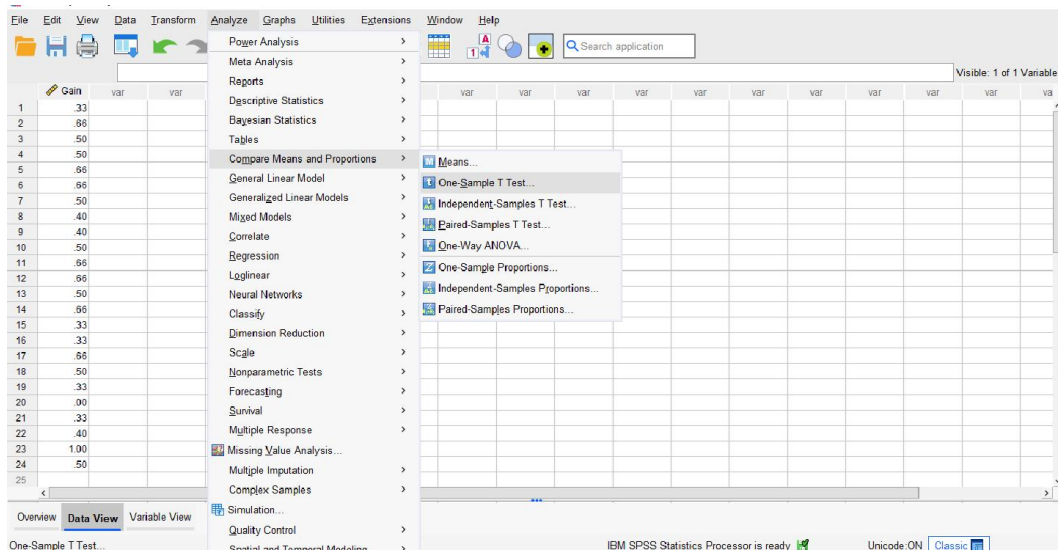 File Edit View Data Transform Analyze Graphs Utilities Extensions Window Help
Search application
Visible: 1 of 1 Variable
Gain var var var var var var var var var var var va
1 .33
2 .66
3 .50
4 .50
5 .66
6 .66
7 .50
8 .40
9 .40
10 .50
11 .66
12 .66
13 .50
14 .66
15 .33
16 .33
17 .66
18 .50
19 .33
20 .00
21 .33
22 .40
23 1.00
24 .50
25
Power Analysis
Meta Analysis
Reports
Descriptive Statistics
Bayesian Statistics
Tables
Compare Means and Proportions
General Linear Model
Generalized Linear Models
Mixed Models
Correlate
Regression
Loglinear
Neural Networks
Classify
Dimension Reduction
Scale
Nonparametric Tests
Forecasting
Survival
Multiple Response
Missing Value Analysis...
Multiple Imputation
Complex Samples
Simulation...
Quality Control
Spatial and Temporal Modeling
Means...
One-Sample T Test...
Independent-Samples T Test...
Paired-Samples T Test...
One-Way ANOVA...
One-Sample Proportions...
Independent-Samples Proportions...
Paired-Samples Proportions...
Overview Data View Variable View
One-Sample T Test...
IBM SPSS Statistics Processor is ready
Unicode:ON Classic